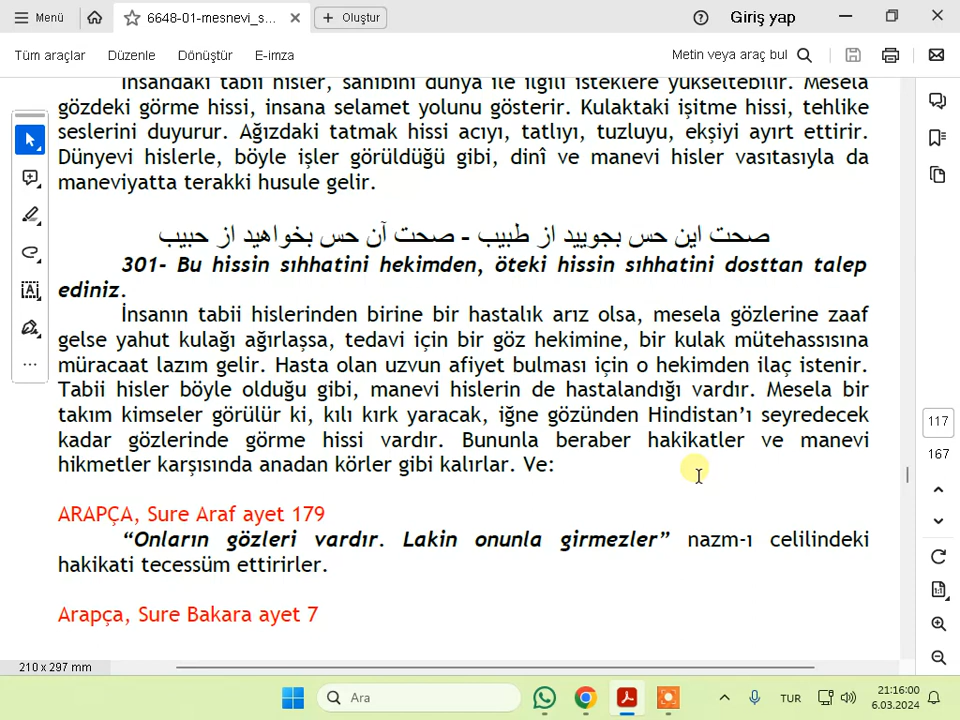 Menü
6648-01-mesnevi_s...
Oluştur
Giriş yap
Tüm araçlar
Düzenle
Dönüştür
E-imza
Metin veya araç bul
İnsandaki tabii hisler, sahibini dünya ile ilgili isteklere yükseltebilir. Mesela
gözdeki görme hissi, insana selamet yolunu gösterir. Kulaktaki işitme hissi, tehlike
seslerini duyurur. Ağızdaki tatmak hissi acıyı, tatlıyı, tuzluyu, ekşiyi ayırt ettirir.
Dünyevi hislerle, böyle işler görüldüğü gibi, dinî ve manevi hisler vasıtasıyla da
maneviyatta terakki husule gelir.
صحت این حس بجویید از طبیب - صحت آن حس بخواهید از حبیب
301- Bu hissin sıhhatini hekimden, öteki hissin sıhhatini dosttan talep
ediniz.
İnsanın tabii hislerinden birine bir hastalık arız olsa, mesela gözlerine zaaf
gelse yahut kulağı ağırlaşsa, tedavi için bir göz hekimine, bir kulak mütehassısına
müracaat lazım gelir. Hasta olan uzvun afiyet bulması için o hekimden ilaç istenir.
Tabii hisler böyle olduğu gibi, manevi hislerin de hastalandığı vardır. Mesela bir
takım kimseler görülür ki, kılı kırk yaracak, iğne gözünden Hindistan’ı seyredecek
kadar gözlerinde görme hissi vardır. Bununla beraber hakikatler ve manevi
hikmetler karşısında anadan körler gibi kalırlar. Ve:
ARAPÇA, Sure Araf ayet 179
“Onların gözleri vardır. Lakin onunla girmezler” nazm-ı celilindeki
hakikati tecessüm ettirirler.
Arapça, Sure Bakara ayet 7
117
167
210 x 297 mm
Ara
TUR
21:16:00
6.03.2024